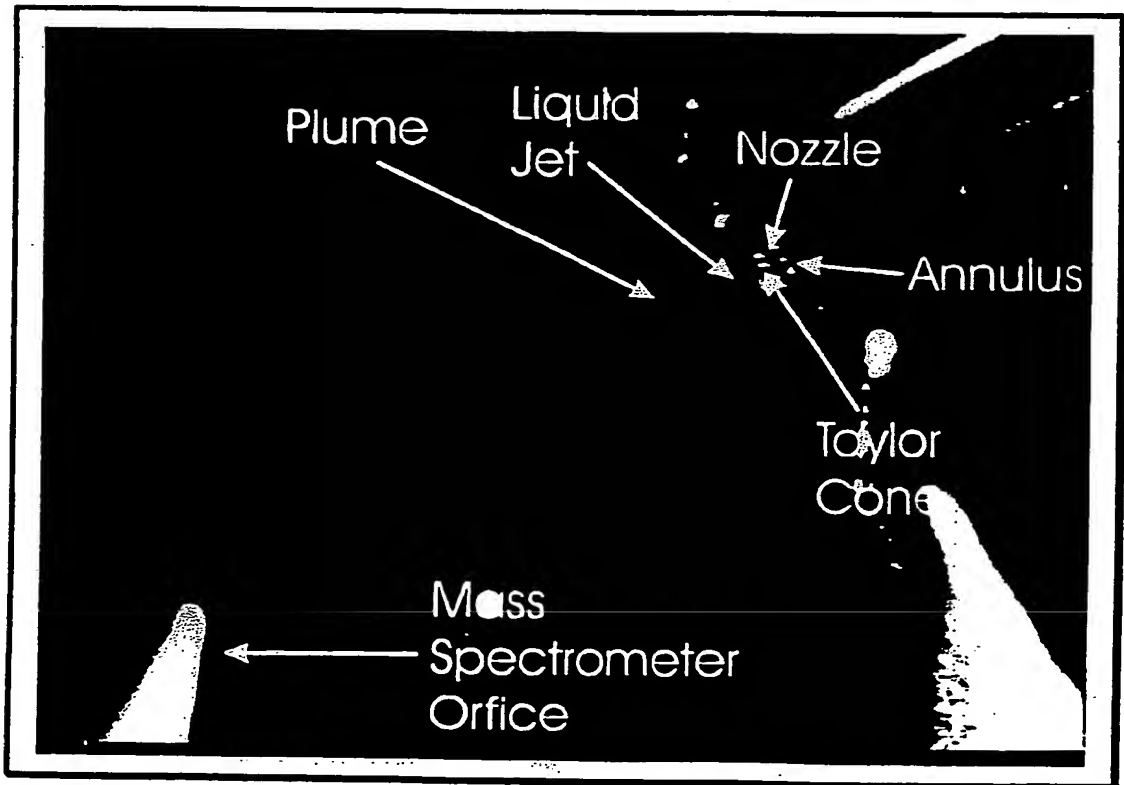 Plume
Liquid
Jet
Nozzle
Annulus
Taylor
Cone
Mass
Spectrometer
Orfice